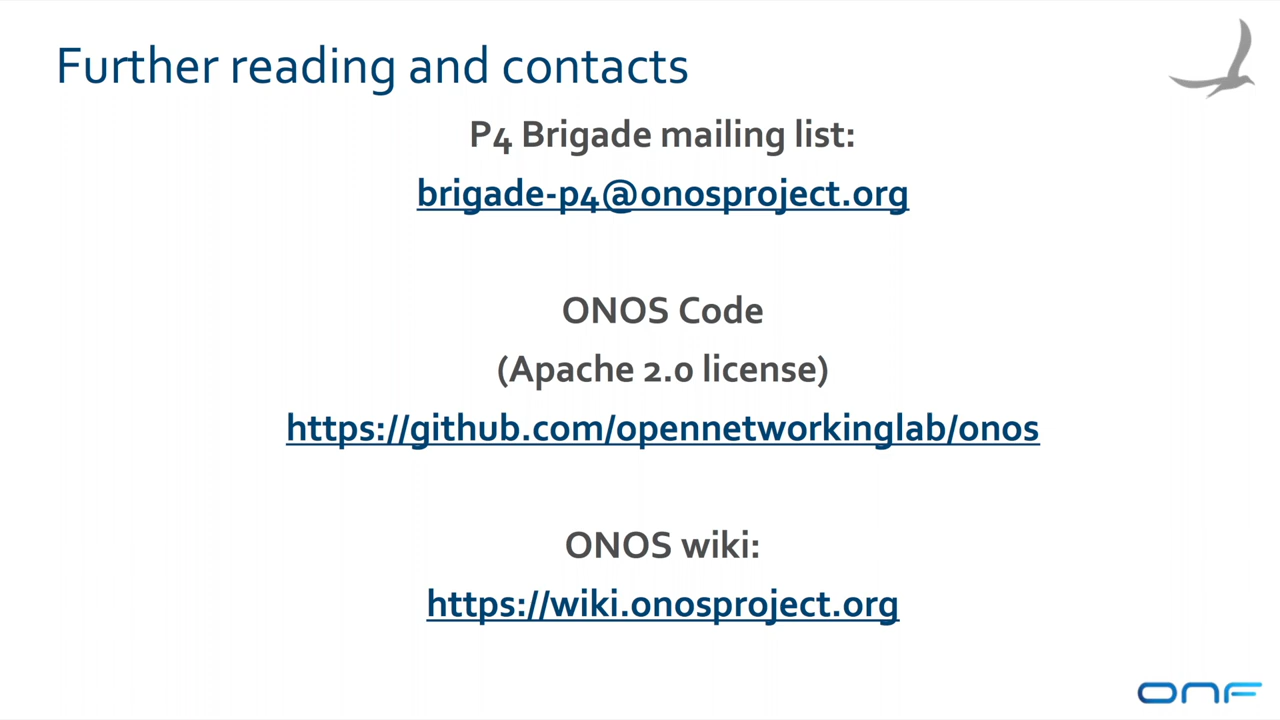 Further reading and contacts
P4 Brigade mailing list:
brigade-p4@onosproject.org
ONOS Code
(Apache 2.0 license)
https://github.com/opennetworkinglab/onos
ONOS wiki:
https://wiki.onosproject.org
ONF